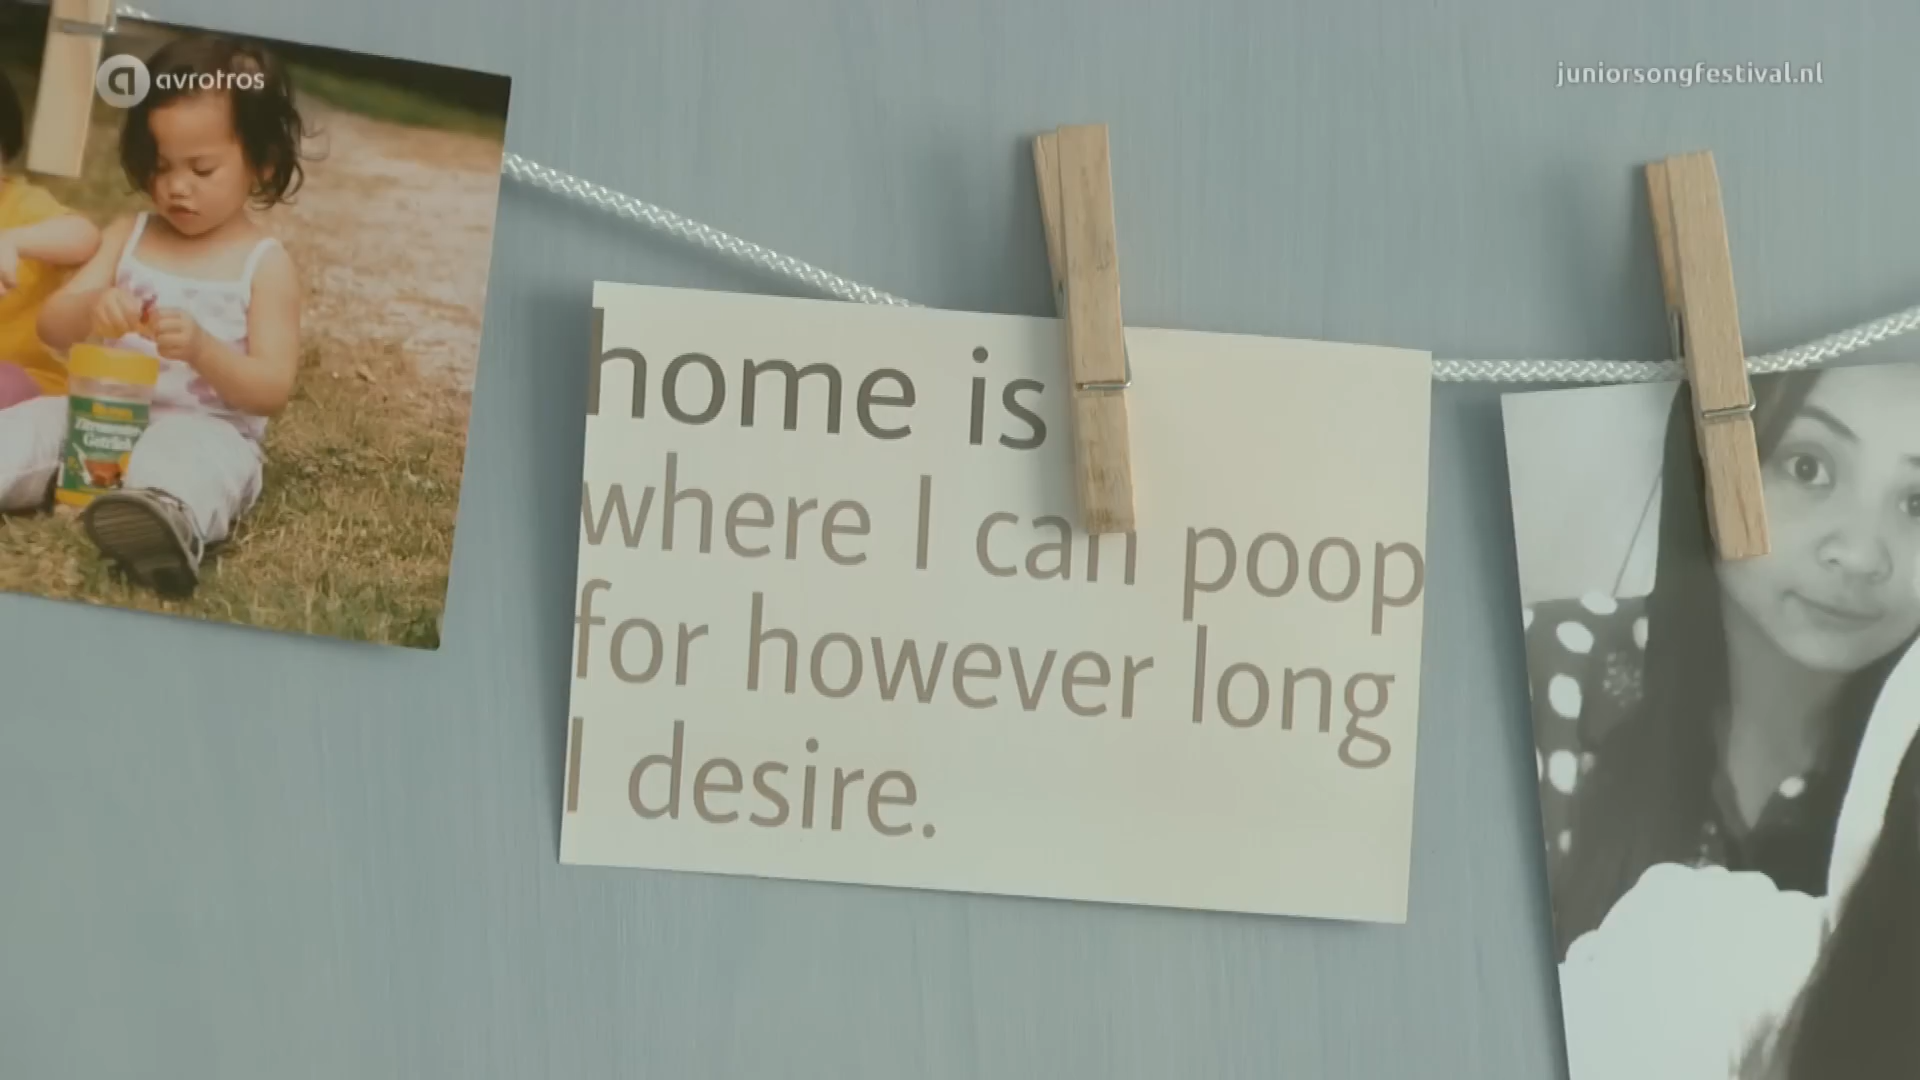 avrotros
juniorsongfestival.nl
home is
where I can poop
for however long
I desire.